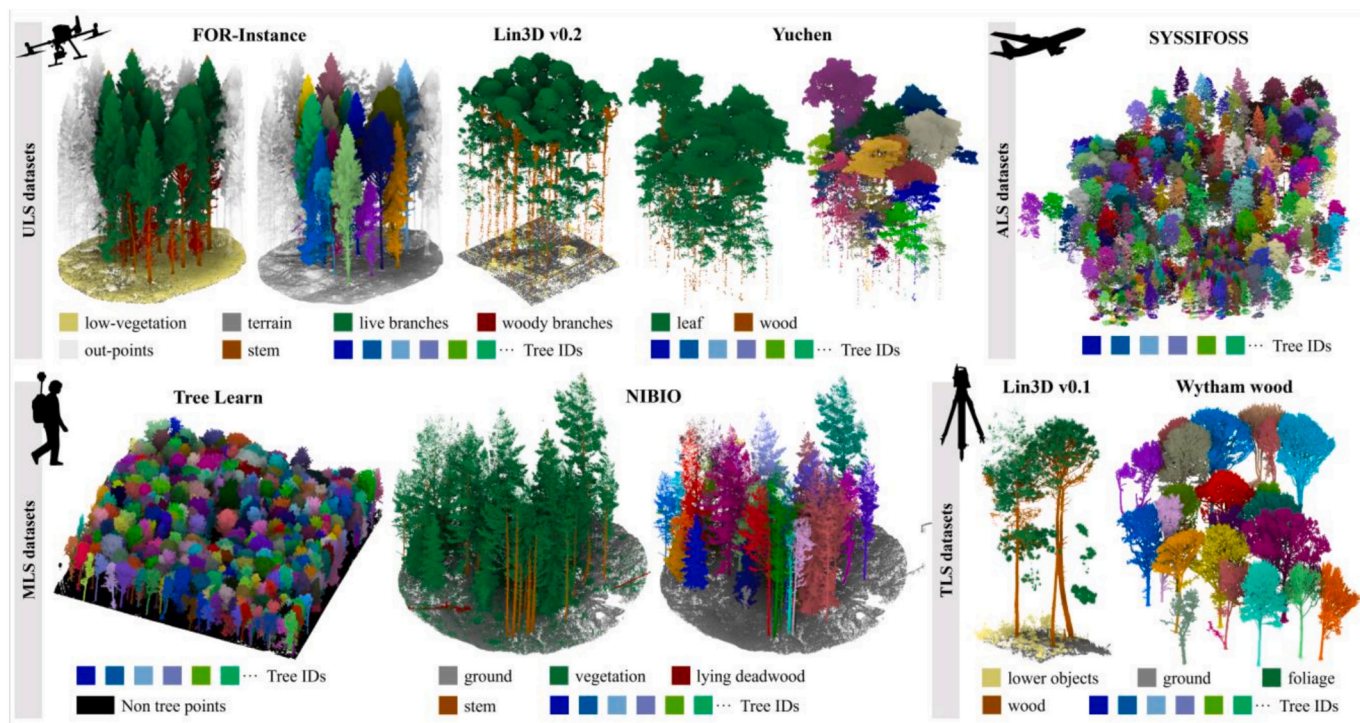 FOR-Instance
Lin3D v0.2
Yuchen
ULS datasets
low-vegetation
terrain
live branches
woody branches
out-points
stem
... Tree IDs
leaf
wood
... Tree IDs
SYSSIFOSS
ALS datasets
... Tree IDs
Tree Learn
NIBIO
MLS datasets
... Tree IDs
Non tree points
ground
vegetation
lying deadwood
stem
... Tree IDs
Lin3D v0.1
Wytham wood
TLS datasets
lower objects
ground
foliage
wood
... Tree IDs